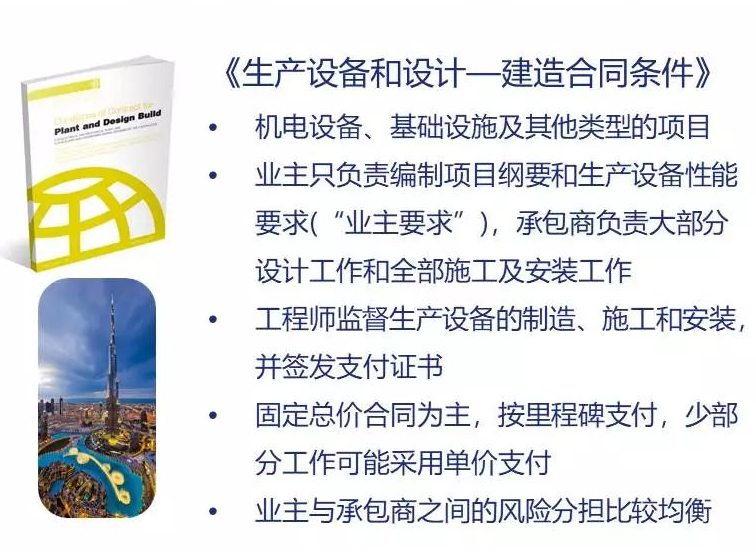 Conditions of Contract for
Plant and Design Build
《生产设备和设计—建造合同条件》
• 机电设备、基础设施及其他类型的项目
• 业主只负责编制项目纲要和生产设备性能
要求(“业主要求”)，承包商负责大部分
设计工作和全部施工及安装工作
• 工程师监督生产设备的制造、施工和安装，
并签发支付证书
• 固定总价合同为主，按里程碑支付，少部
分工作可能采用单价支付
• 业主与承包商之间的风险分担比较均衡